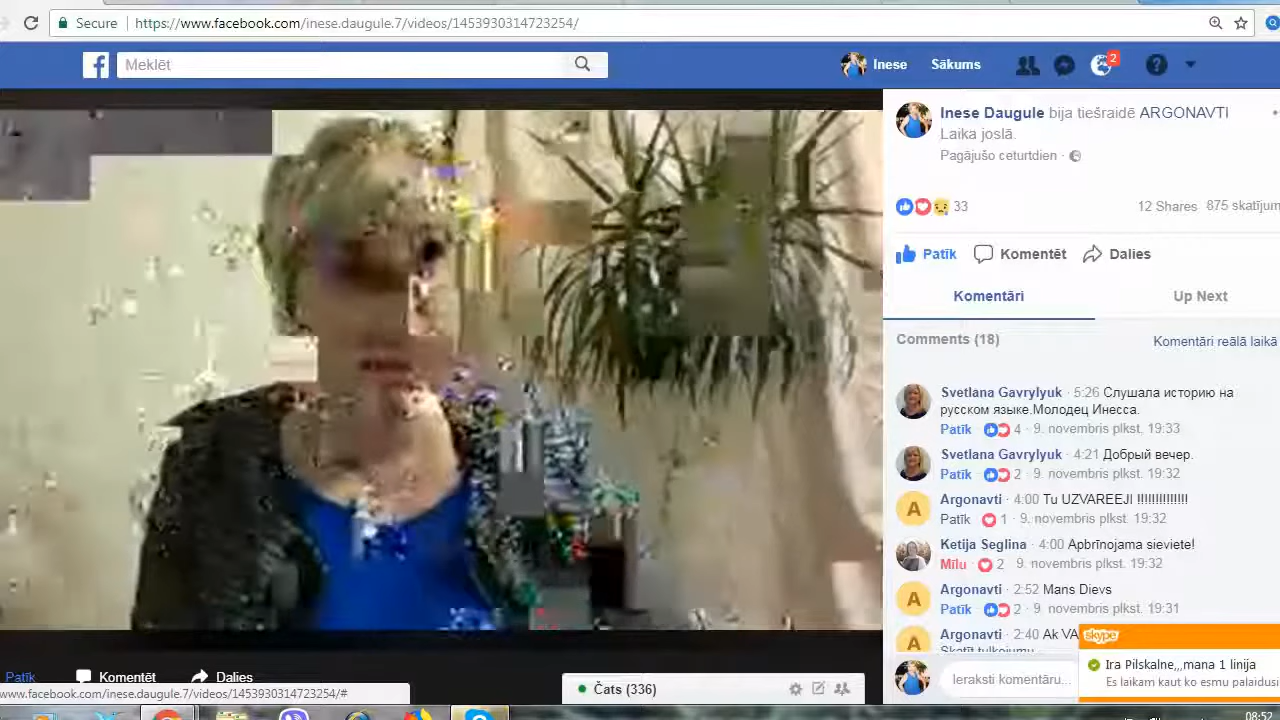 Secure https://www.facebook.com/inese.daugule.7/videos/1453930314723254/
Meklēt
Inese Sākums 2
Inese Daugule bija tiešraidē ARGONAVTI
Laika joslā.
Pagājušo ceturtdien
33 12 Shares 875 skatījum
Patīk Komentēt Dalies
Komentāri Up Next
Comments (18) Komentāri reālā laikā
Svetlana Gavrylyuk · 5:26 Слушала историю на
русском языке.Молодец Инесса.
Patīk · 4 · 9. novembris plkst. 19:33
Svetlana Gavrylyuk · 4:21 Добрый вечер.
Patīk · 2 · 9. novembris plkst. 19:32
A
Argonavti · 4:00 Tu UZVAREEJI !!!!!!!!!!!!!!
Patīk · 1 · 9. novembris plkst. 19:32
Ketija Seglina · 4:00 Apbrīnojama sieviete!
Mīlu · 2 · 9. novembris plkst. 19:32
A
Argonavti · 2:52 Mans Dievs
Patīk · 2 · 9. novembris plkst. 19:31
A
Argonavti · 2:40 Ak VA
Skatīt tulkojumu
skype
Ira Pilskalne,,,mana 1 linija
Es laikam kaut ko esmu palaidusi
Ieraksti komentāru...
Patīk Komentēt Dalies
www.facebook.com/inese.daugule.7/videos/1453930314723254/#
Čats (336)
08:52